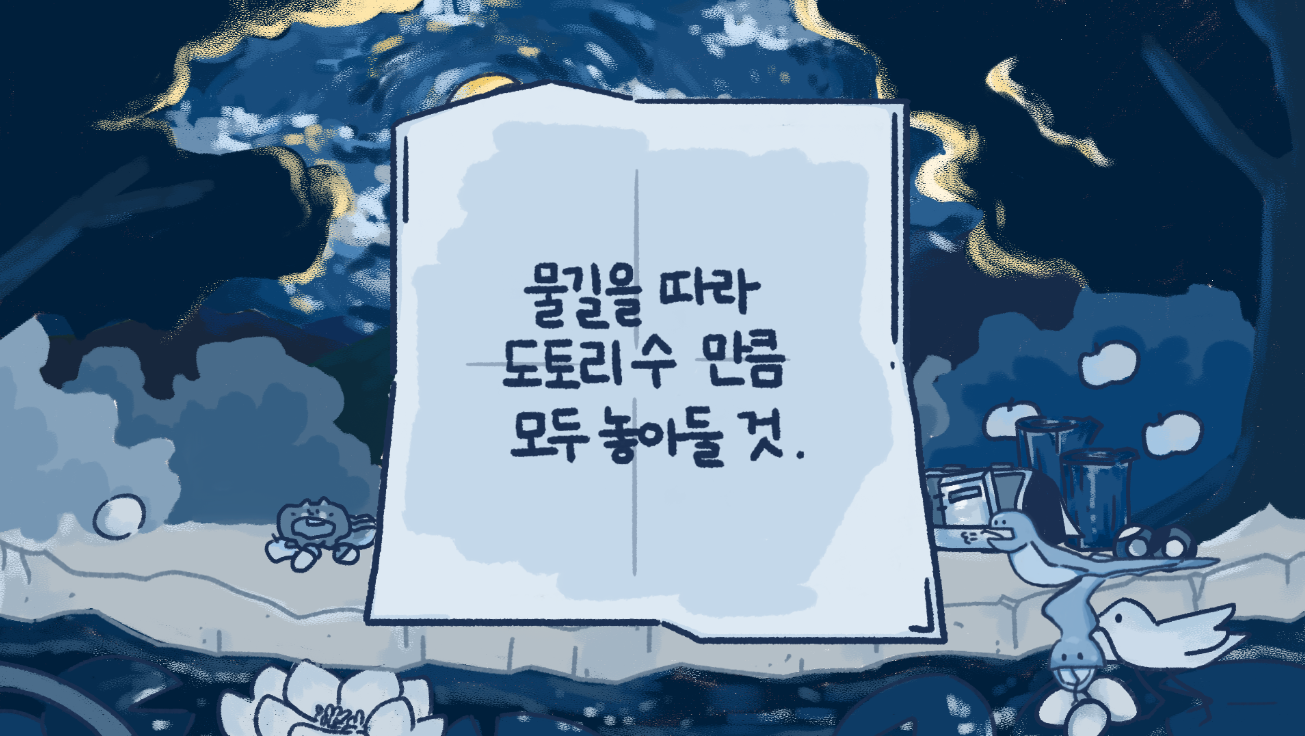 물길을 따라
도토리 수 만큼
모두 놓아둘 것.